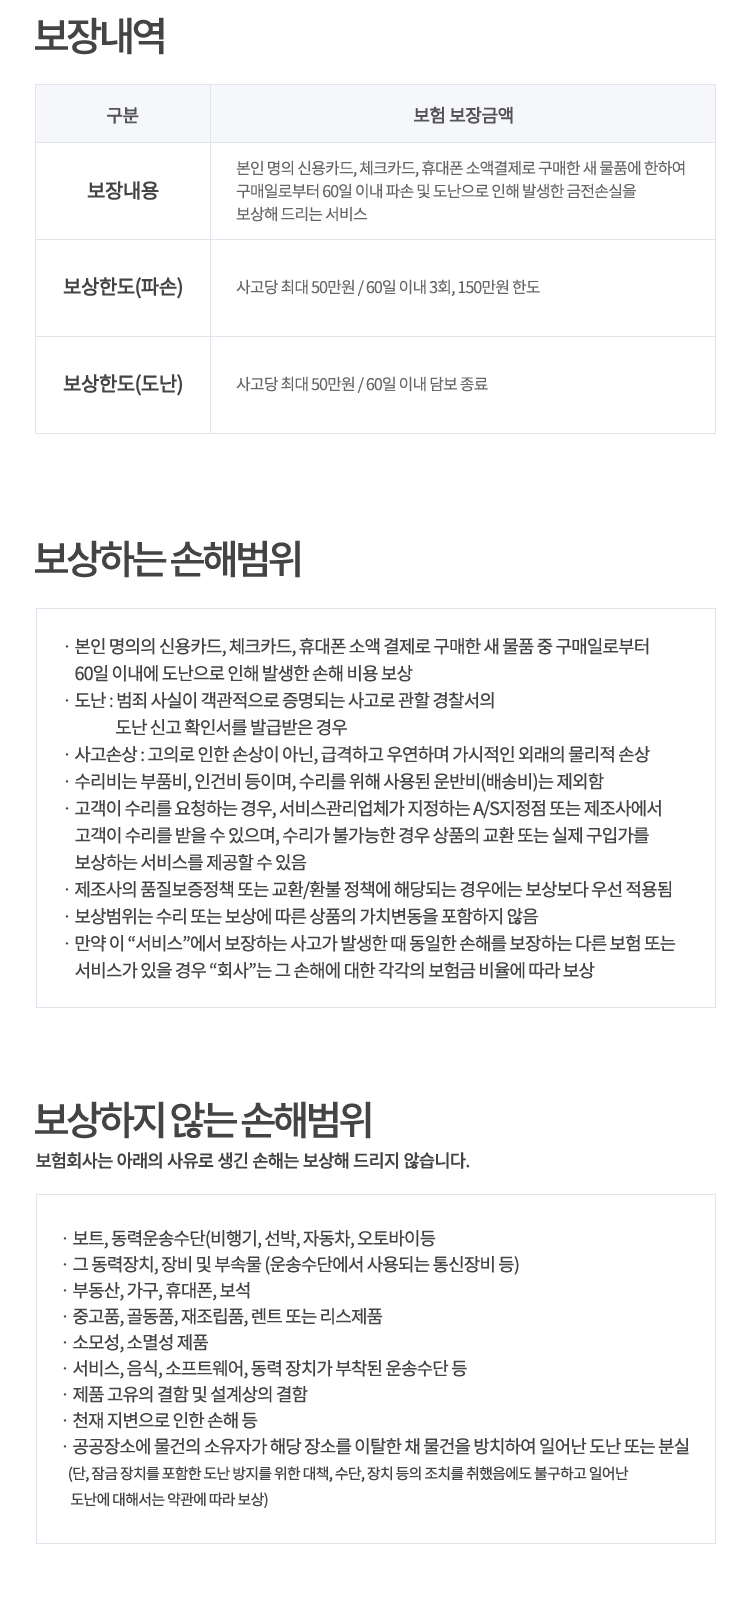 보장내역
구분
보험 보장금액
보장내용
본인 명의 신용카드, 체크카드, 휴대폰 소액결제로 구매한 새 물품에 한하여
구매일로부터 60일 이내 파손 및 도난으로 인해 발생한 금전손실을
보상해 드리는 서비스
보상한도(파손)
사고당 최대 50만원 / 60일 이내 3회, 150만원 한도
보상한도(도난)
사고당 최대 50만원 / 60일 이내 담보 종료
보상하는 손해범위
· 본인 명의의 신용카드, 체크카드, 휴대폰 소액 결제로 구매한 새 물품 중 구매일로부터
60일 이내에 도난으로 인해 발생한 손해 비용 보상
· 도난 : 범죄 사실이 객관적으로 증명되는 사고로 관할 경찰서의
도난 신고 확인서를 발급받은 경우
· 사고손상 : 고의로 인한 손상이 아닌, 급격하고 우연하며 가시적인 외래의 물리적 손상
· 수리비는 부품비, 인건비 등이며, 수리를 위해 사용된 운반비(배송비)는 제외함
· 고객이 수리를 요청하는 경우, 서비스관리업체가 지정하는 A/S지정점 또는 제조사에서
고객이 수리를 받을 수 있으며, 수리가 불가능한 경우 상품의 교환 또는 실제 구입가를
보상하는 서비스를 제공할 수 있음
· 제조사의 품질보증정책 또는 교환/환불 정책에 해당되는 경우에는 보상보다 우선 적용됨
· 보상범위는 수리 또는 보상에 따른 상품의 가치변동을 포함하지 않음
· 만약 이 “서비스”에서 보장하는 사고가 발생한 때 동일한 손해를 보장하는 다른 보험 또는
서비스가 있을 경우 “회사”는 그 손해에 대한 각각의 보험금 비율에 따라 보상
보상하지 않는 손해범위
보험회사는 아래의 사유로 생긴 손해는 보상해 드리지 않습니다.
· 보트, 동력운송수단(비행기, 선박, 자동차, 오토바이등
· 그 동력장치, 장비 및 부속물 (운송수단에서 사용되는 통신장비 등)
· 부동산, 가구, 휴대폰, 보석
· 중고품, 골동품, 재조립품, 렌트 또는 리스제품
· 소모성, 소멸성 제품
· 서비스, 음식, 소프트웨어, 동력 장치가 부착된 운송수단 등
· 제품 고유의 결함 및 설계상의 결함
· 천재 지변으로 인한 손해 등
· 공공장소에 물건의 소유자가 해당 장소를 이탈한 채 물건을 방치하여 일어난 도난 또는 분실
(단, 잠금 장치를 포함한 도난 방지를 위한 대책, 수단, 장치 등의 조치를 취했음에도 불구하고 일어난
도난에 대해서는 약관에 따라 보상)